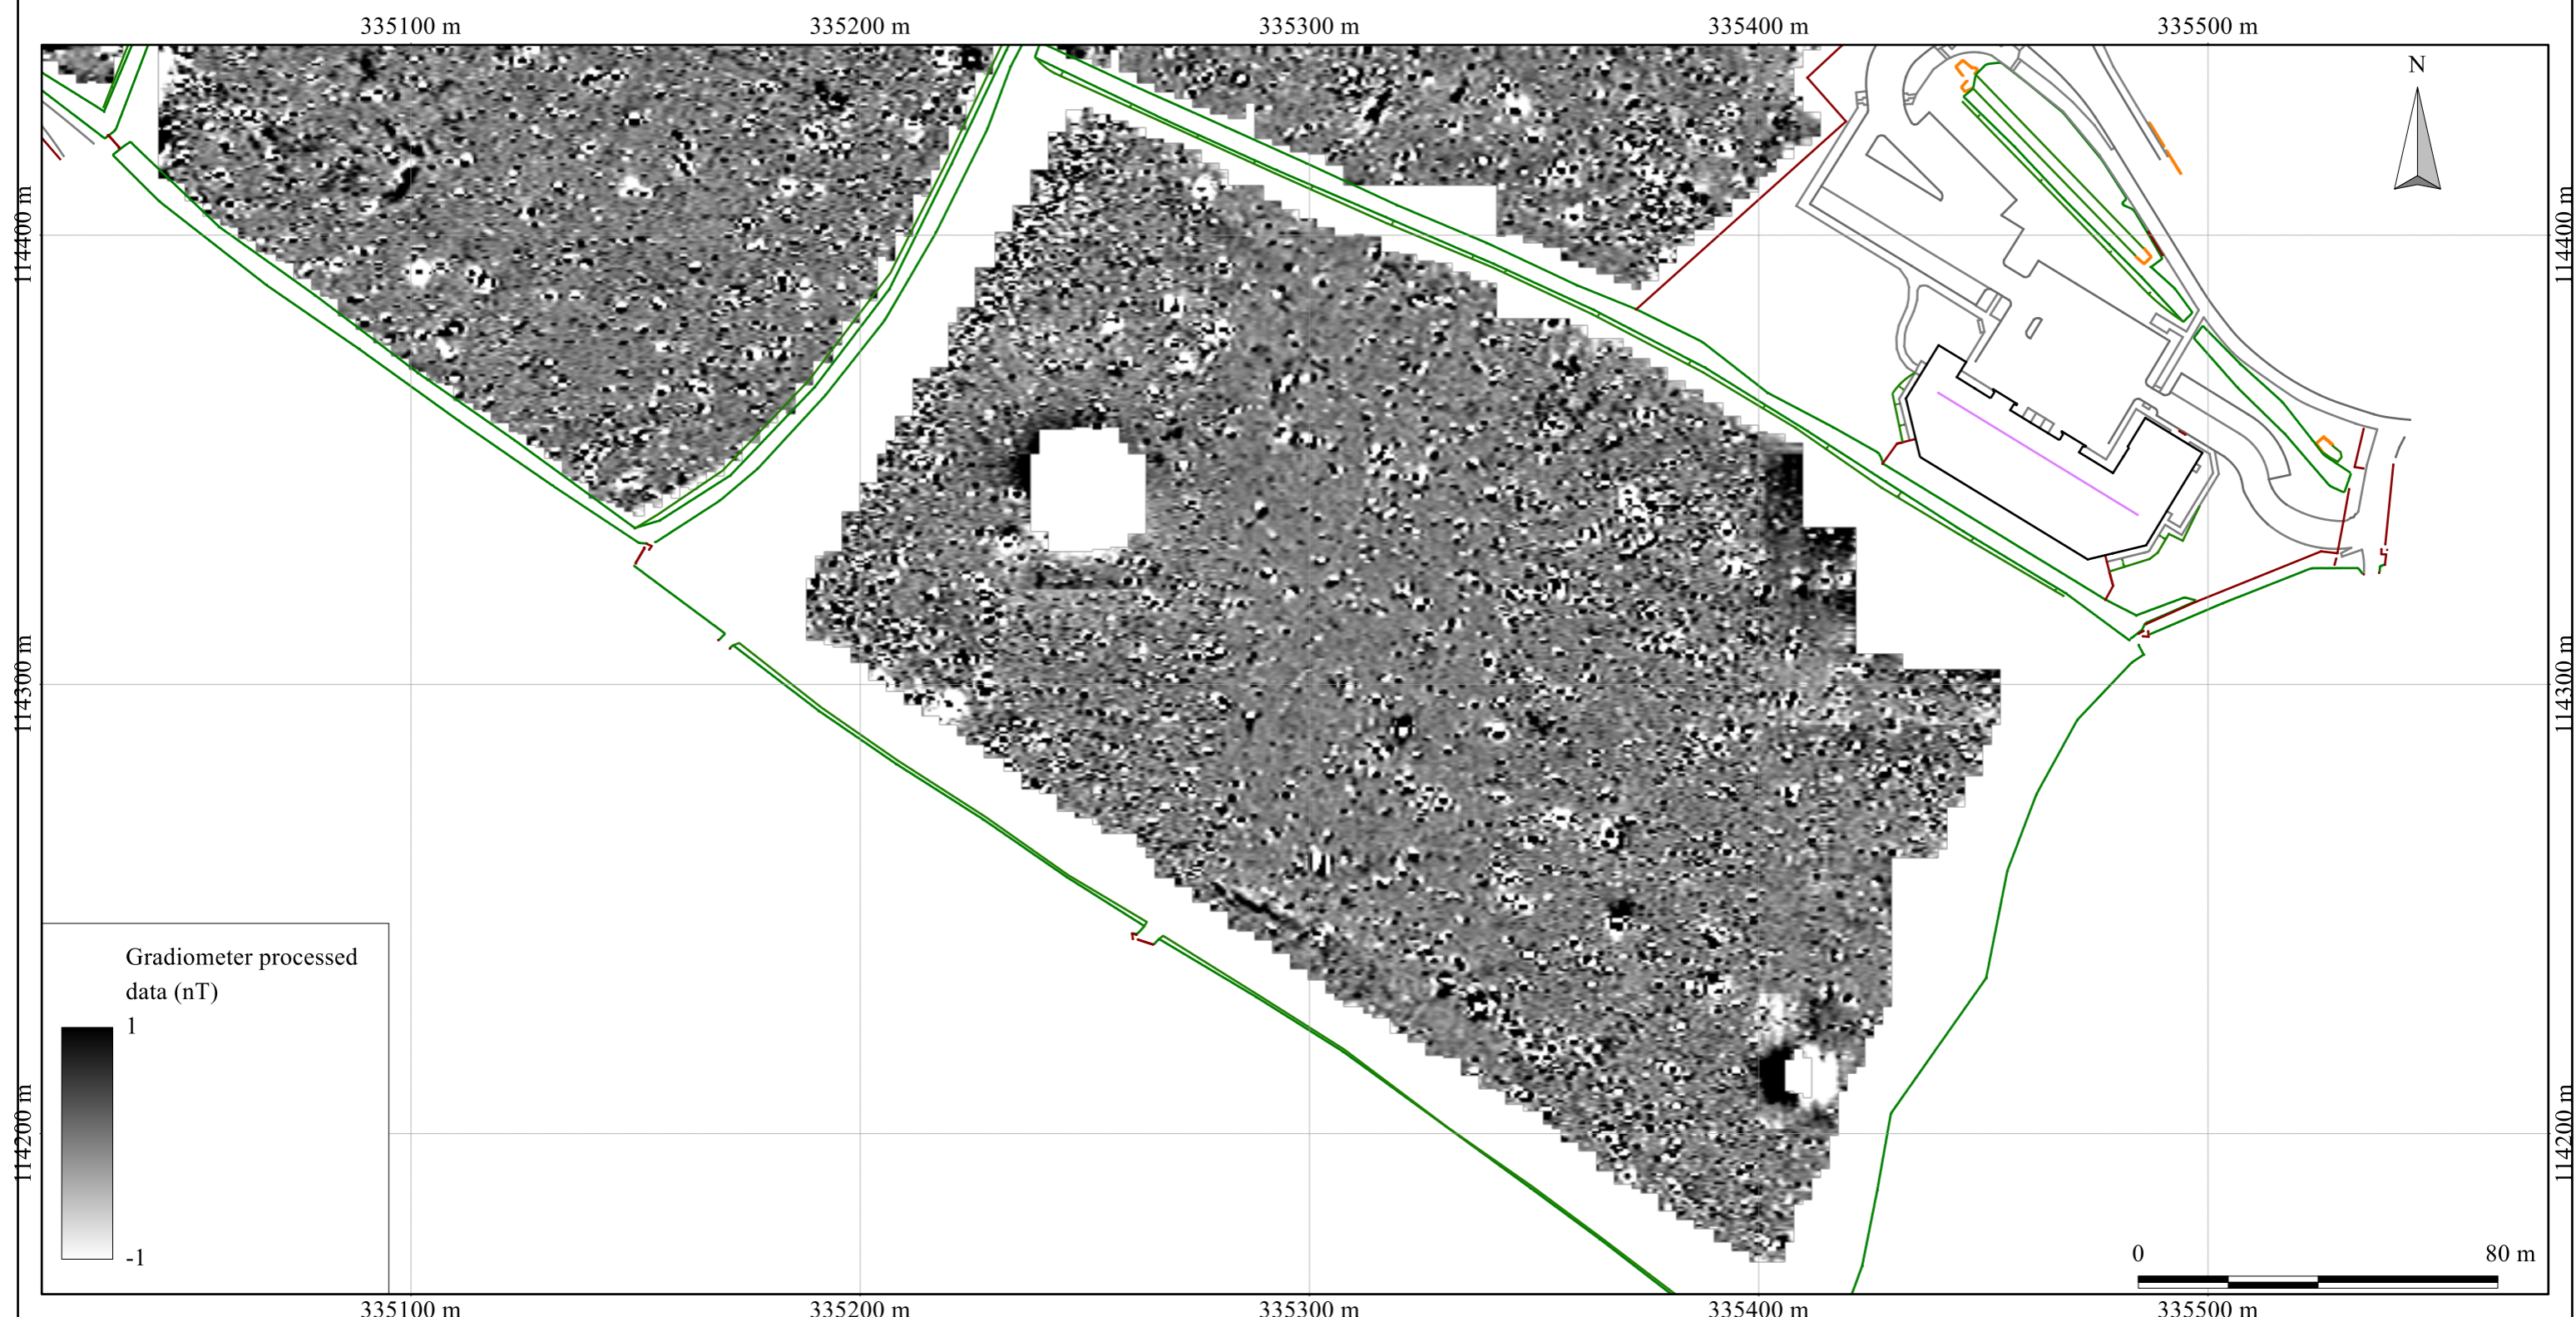 335100 m
335200 m
335300 m
335400 m
335500 m
N
114400 m
114400 m
114300 m
114300 m
Gradiometer processed
data (nT)
1
-1
114200 m
114200 m
0
80 m
335100 m
335200 m
335300 m
335400 m
335500 m